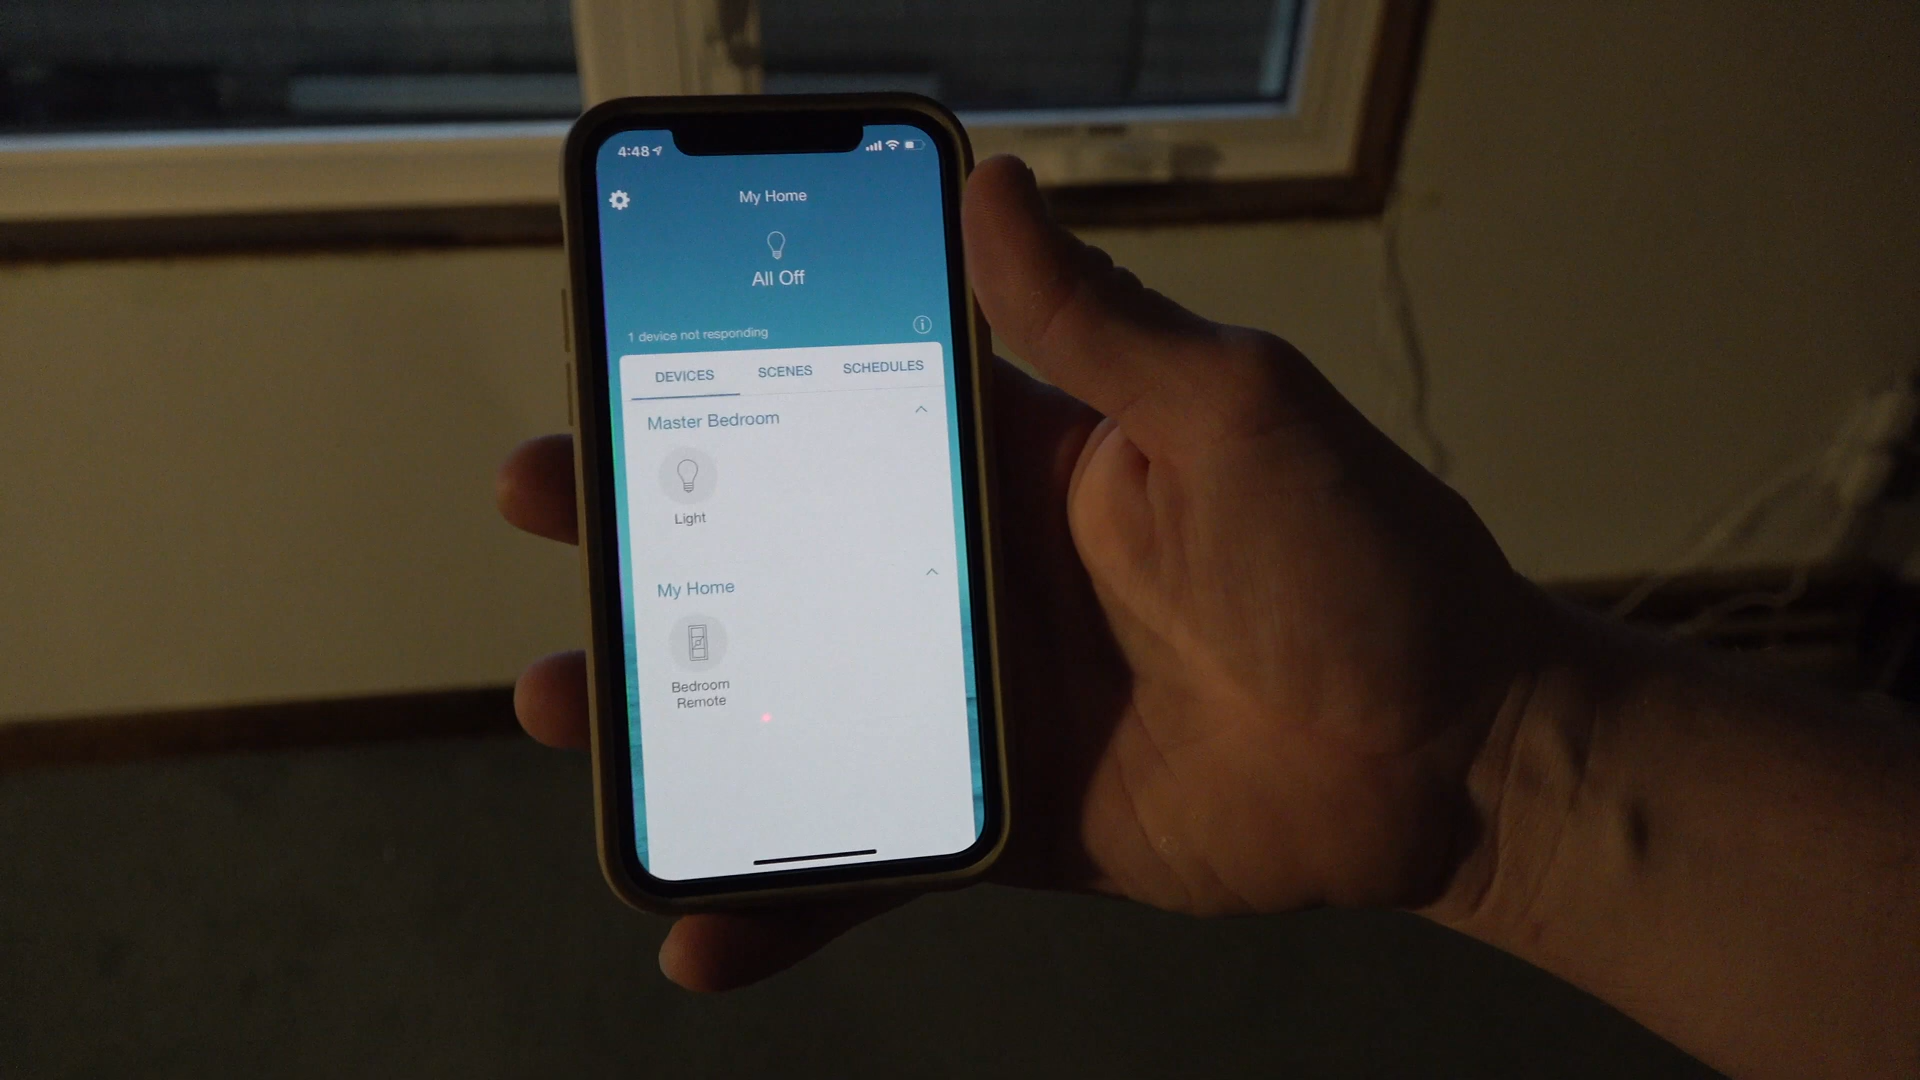 4:48
My Home
All Off
1 device not responding
DEVICES SCENES SCHEDULES
Master Bedroom
Light
My Home
Bedroom
Remote